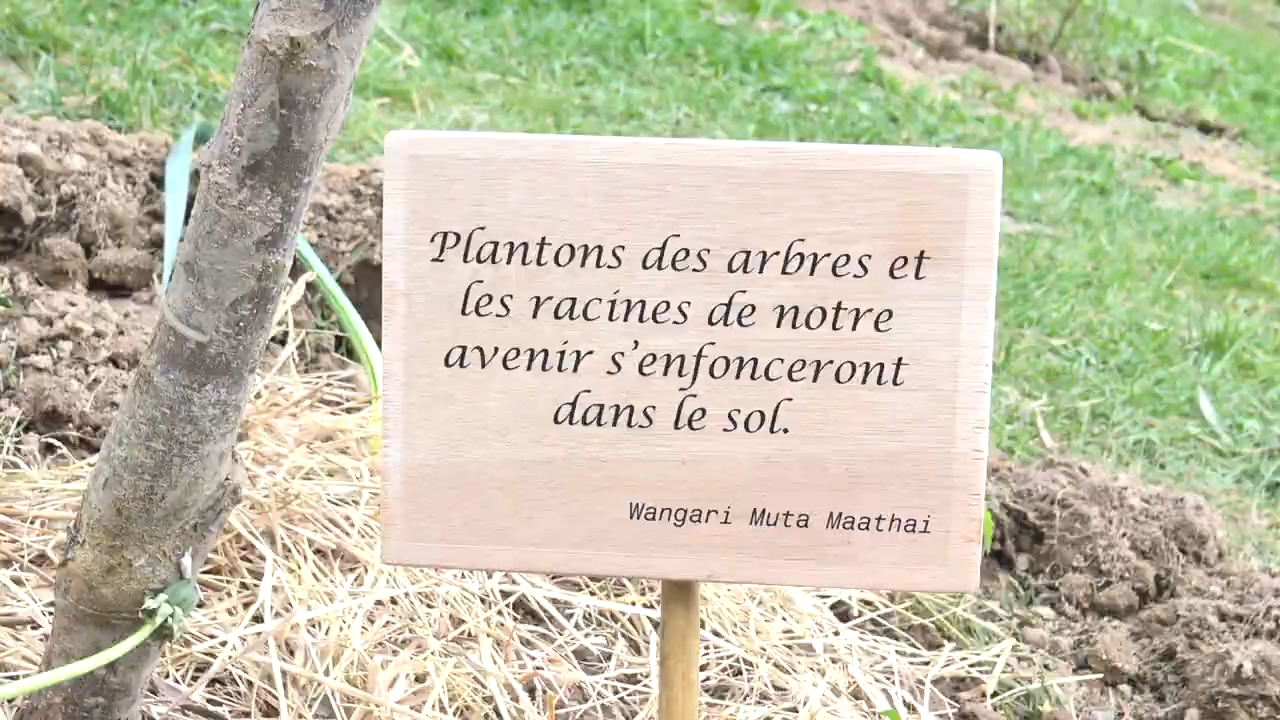 Plantons des arbres et
les racines de notre
avenir s'enfonceront
dans le sol.
Wangari Muta Maathai